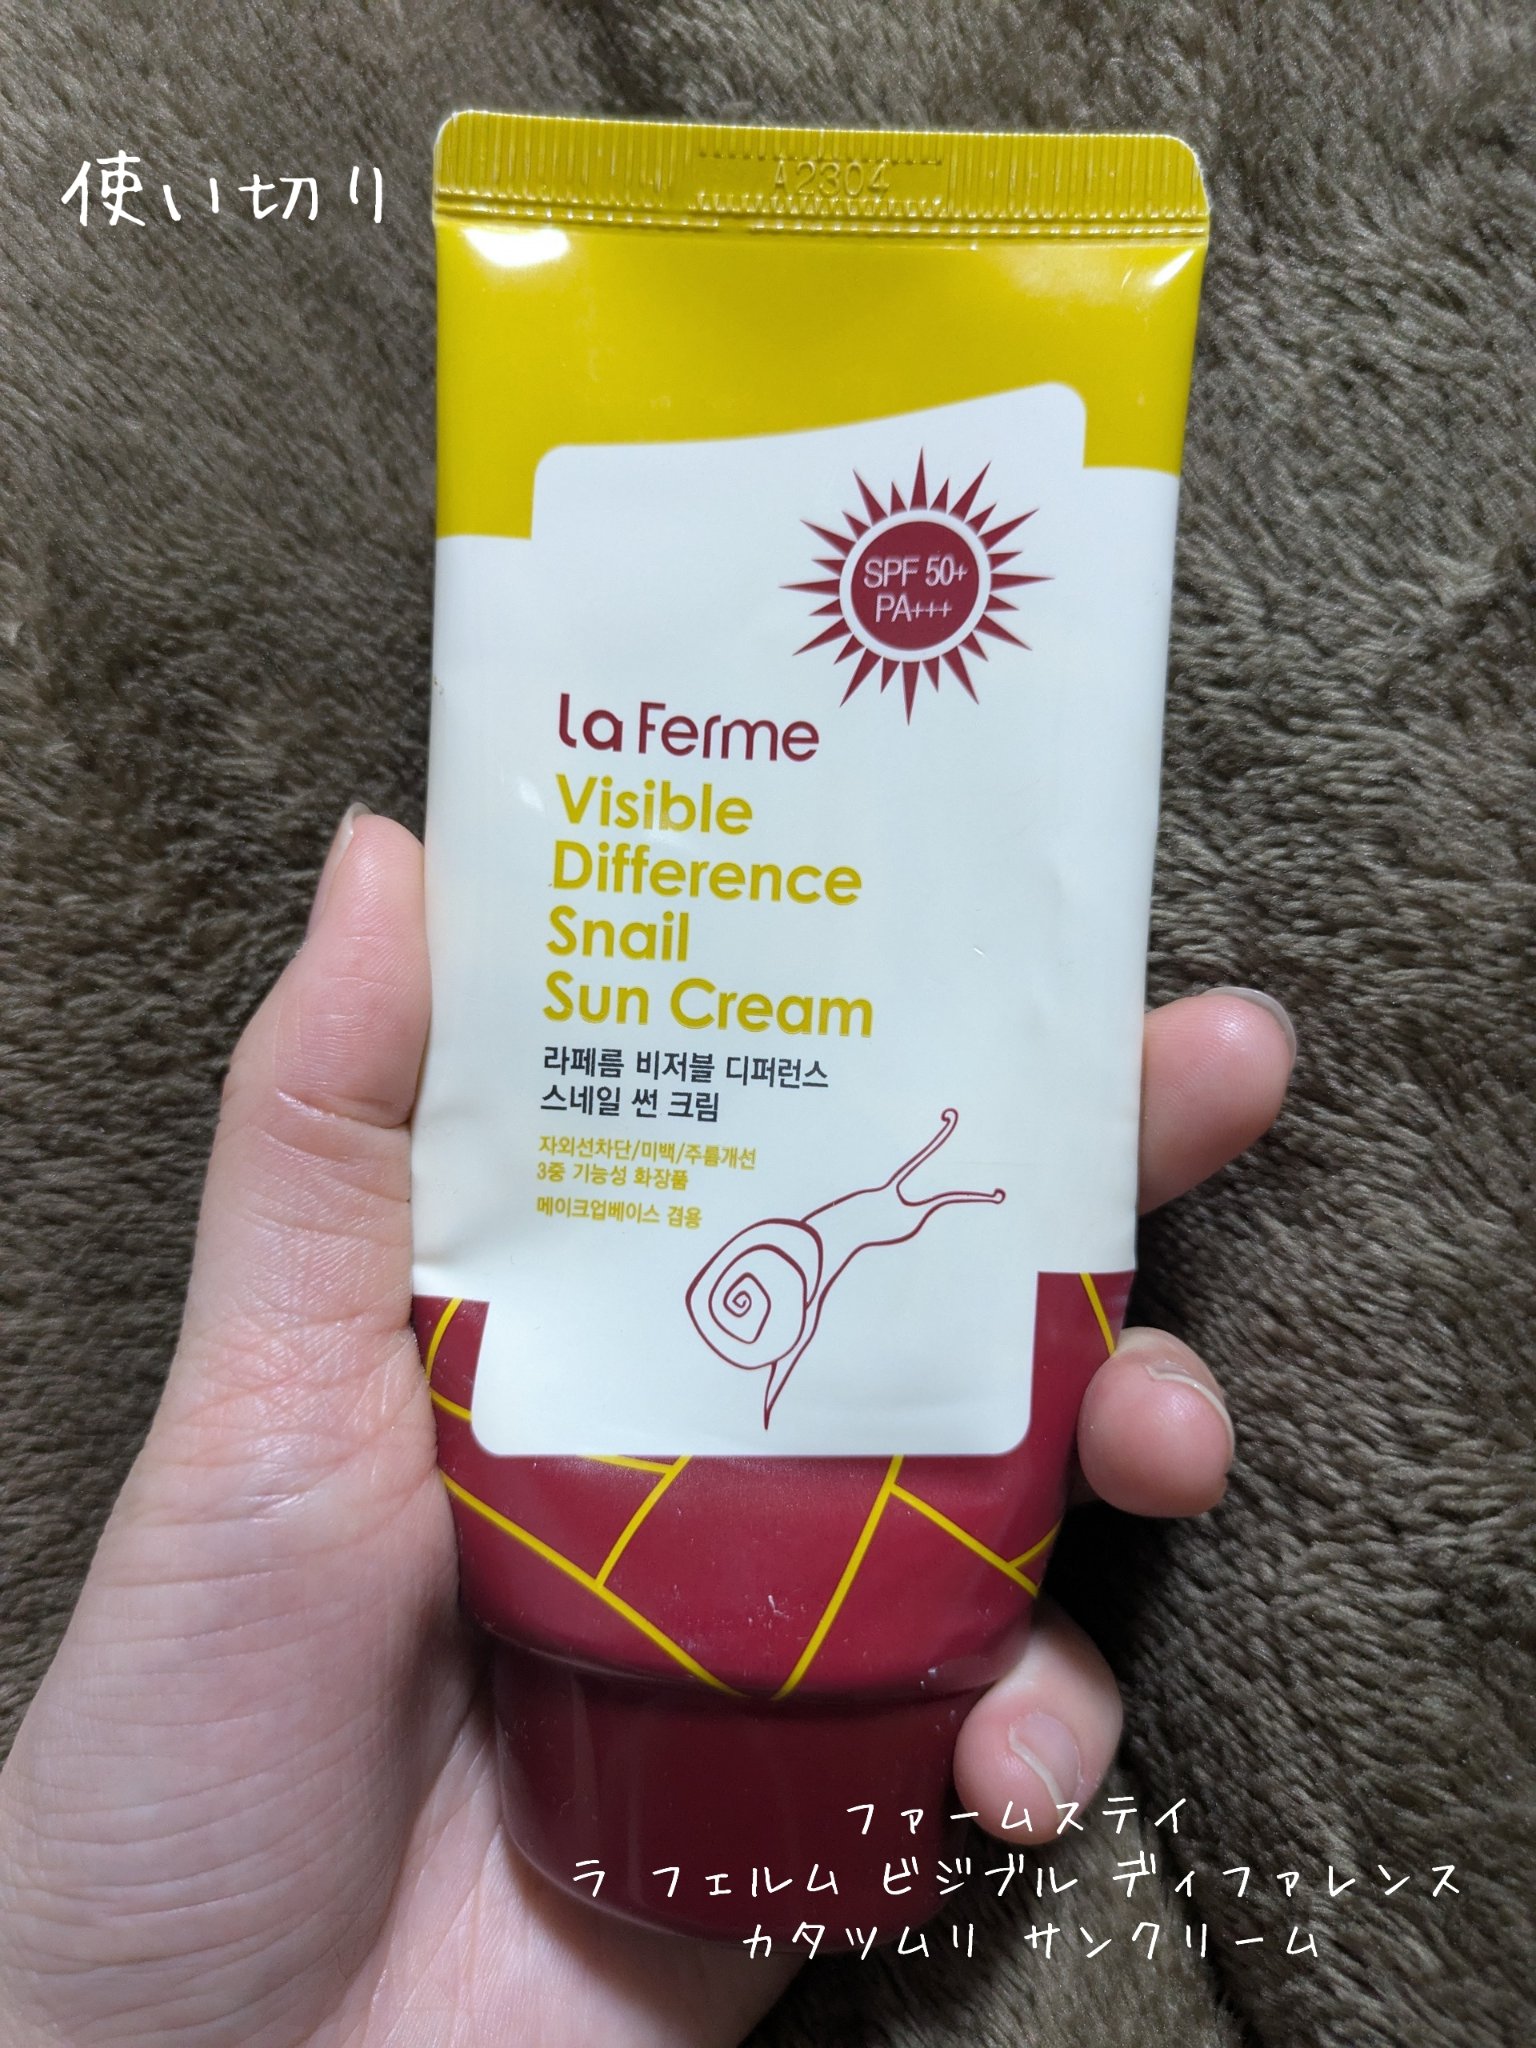 使い切り
A2304
SPF 50+
PA+++
La Ferme
Visible
Difference
Snail
Sun Cream
라페름 비저블 디퍼런스
스네일 썬 크림
자외선차단/미백/주름개선
3중 기능성 화장품
메이크업베이스 겸용
ファームステイ
ラ フェルム ビジブル ディファレンス
カタツムリ サンクリーム